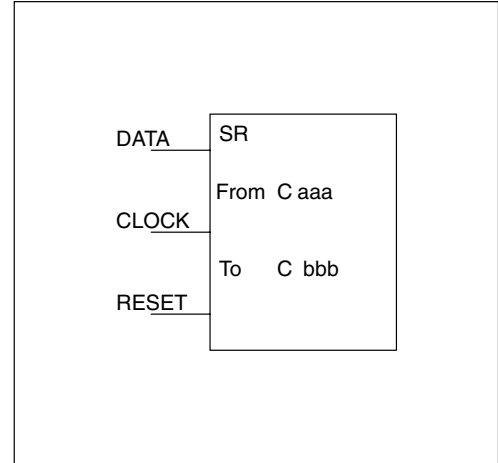 DATA
SR
From C aaa
CLOCK
To C bbb
RESET